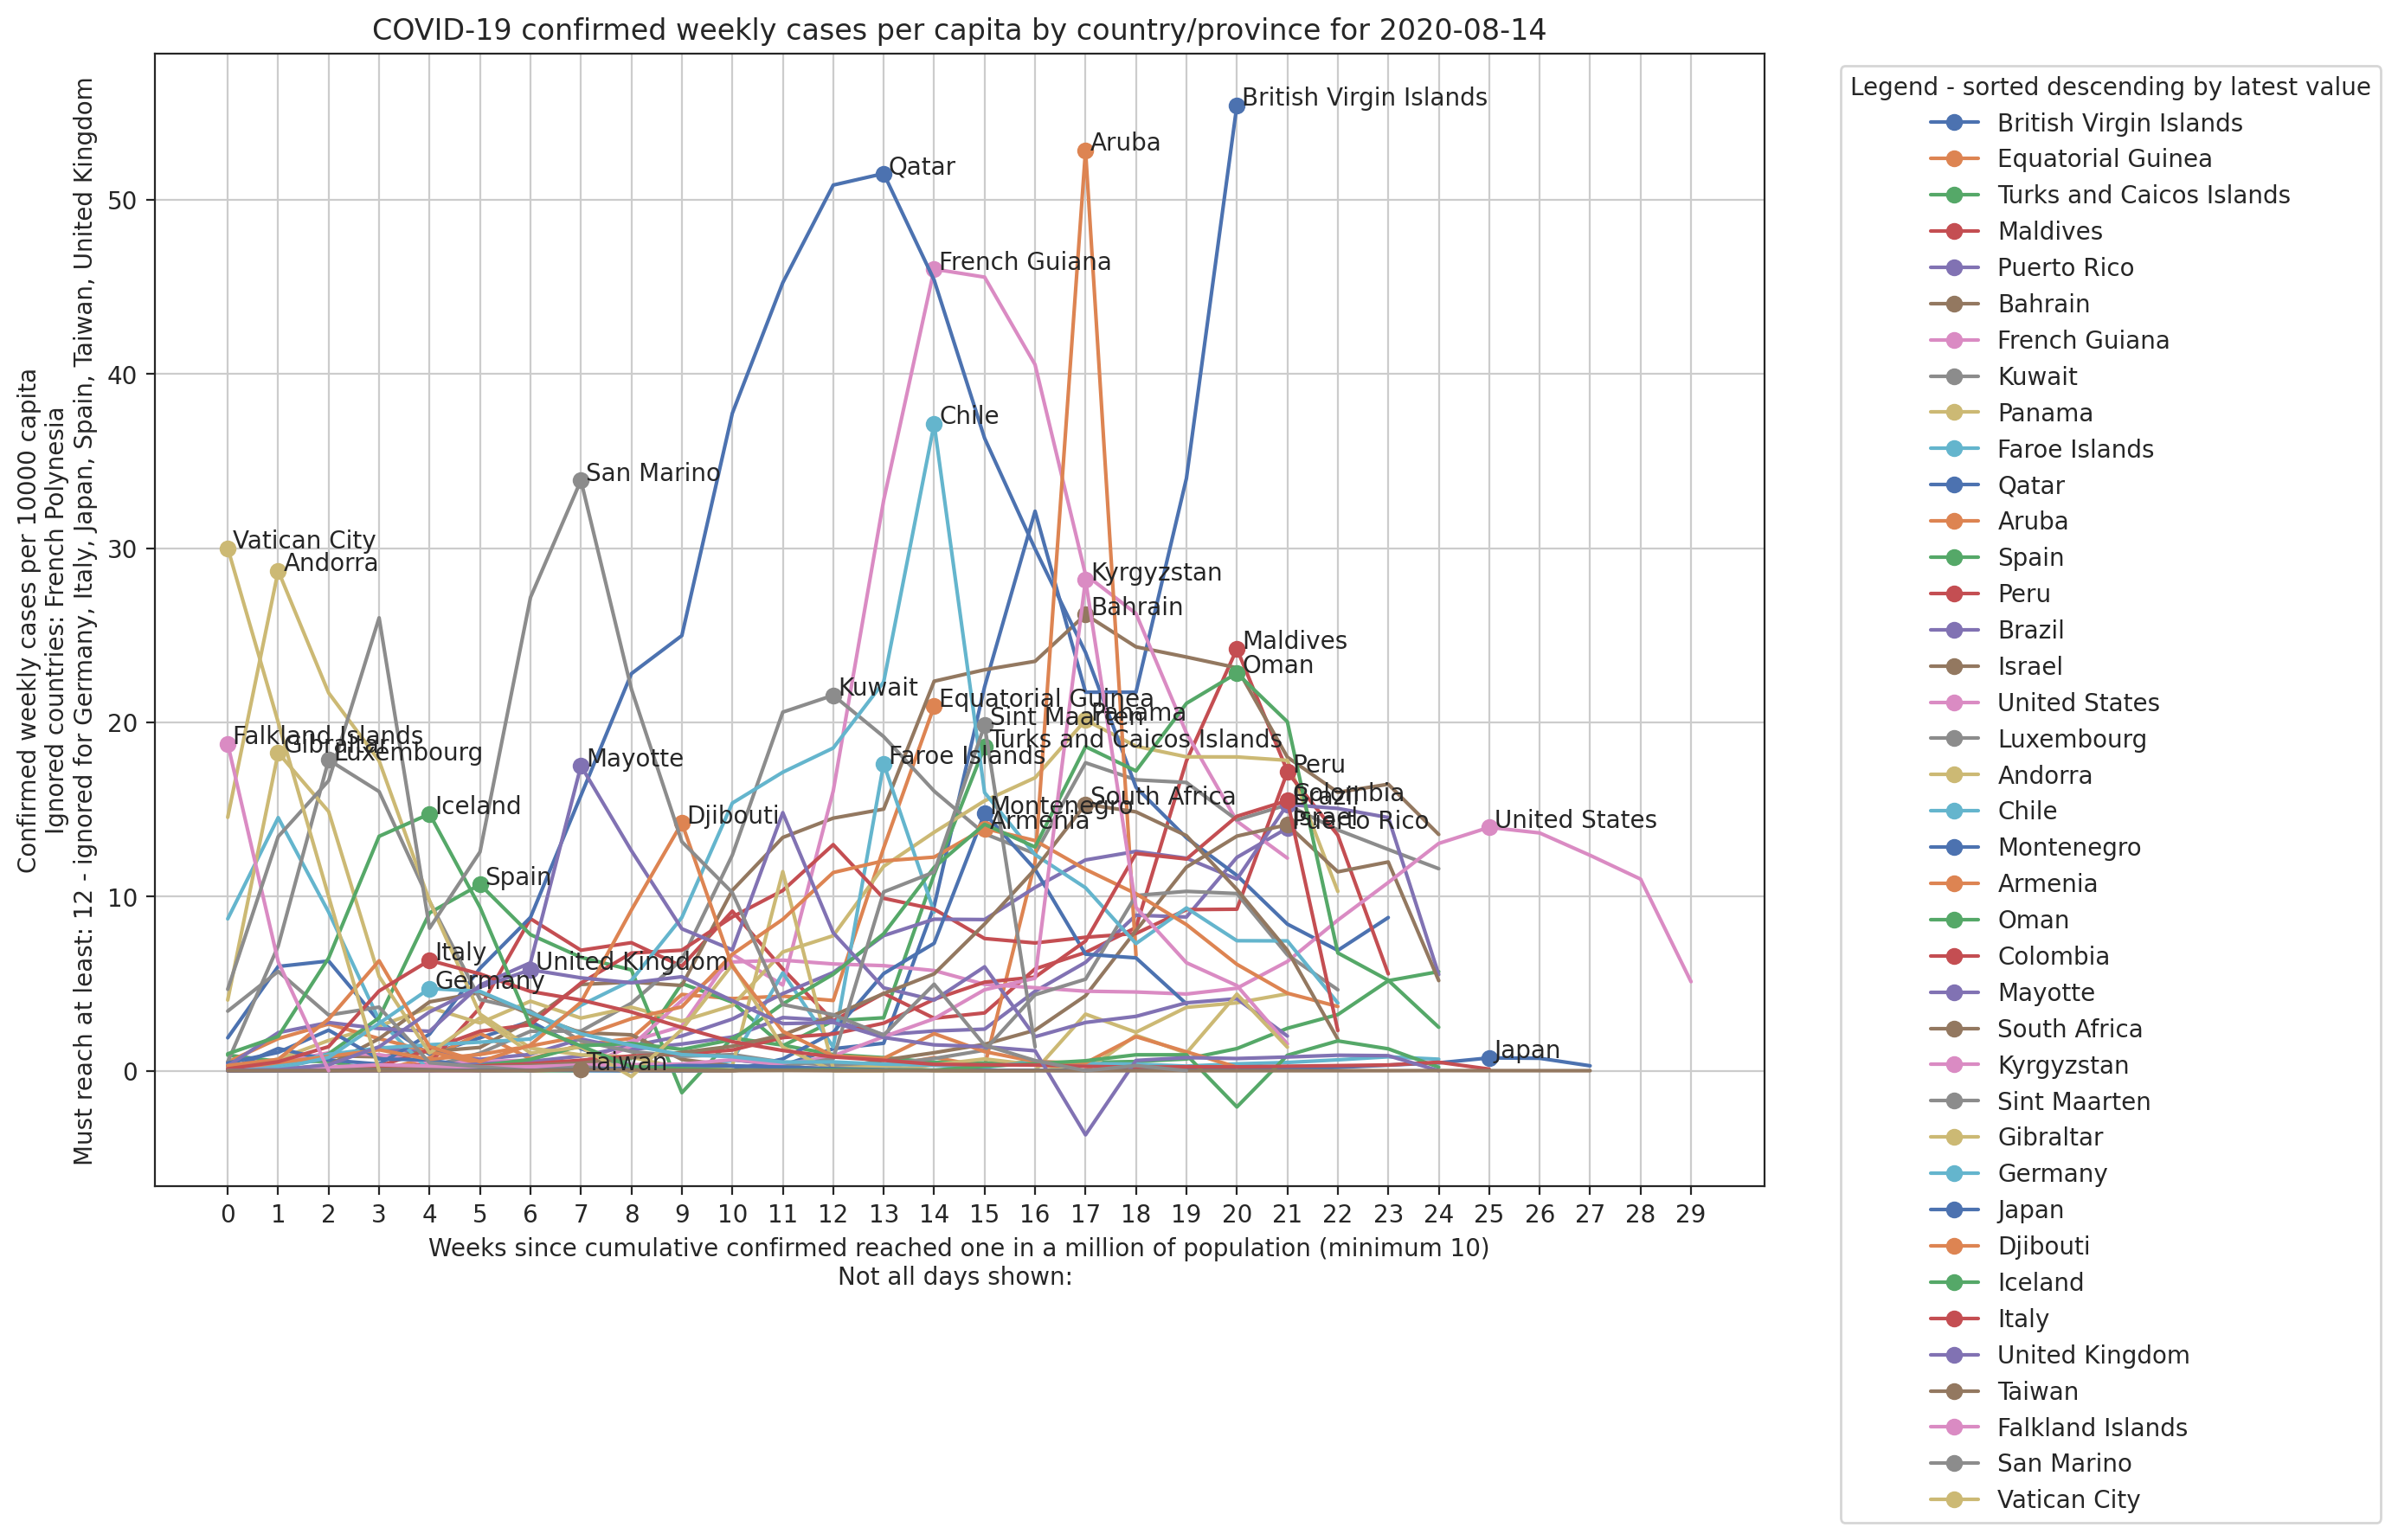 COVID-19 confirmed weekly cases per capita by country/province for 2020-08-14
Confirmed weekly cases per 10000 capita
Ignored countries: French Polynesia
Must reach at least: 12 - ignored for Germany, Italy, Japan, Spain, Taiwan, United Kingdom
50
40
30
20
10
0
British Virgin Islands
Aruba
Qatar
French Guiana
Chile
San Marino
Vatican City
Andorra
Kyrgyzstan
Bahrain
Maldives
Oman
Kuwait
Equatorial Guinea
Sint Maarten
Panama
Turks and Caicos Islands
Falkland Islands
Gibraltar
Luxembourg
Mayotte
Faroe Islands
Peru
Iceland
Djibouti
Montenegro
Armenia
South Africa
Colombia
Brazil
Israel
Puerto Rico
United States
Spain
Italy
United Kingdom
Germany
Taiwan
Japan
0 1 2 3 4 5 6 7 8 9 10 11 12 13 14 15 16 17 18 19 20 21 22 23 24 25 26 27 28 29
Weeks since cumulative confirmed reached one in a million of population (minimum 10)
Not all days shown:
Legend - sorted descending by latest value
British Virgin Islands
Equatorial Guinea
Turks and Caicos Islands
Maldives
Puerto Rico
Bahrain
French Guiana
Kuwait
Panama
Faroe Islands
Qatar
Aruba
Spain
Peru
Brazil
Israel
United States
Luxembourg
Andorra
Chile
Montenegro
Armenia
Oman
Colombia
Mayotte
South Africa
Kyrgyzstan
Sint Maarten
Gibraltar
Germany
Japan
Djibouti
Iceland
Italy
United Kingdom
Taiwan
Falkland Islands
San Marino
Vatican City